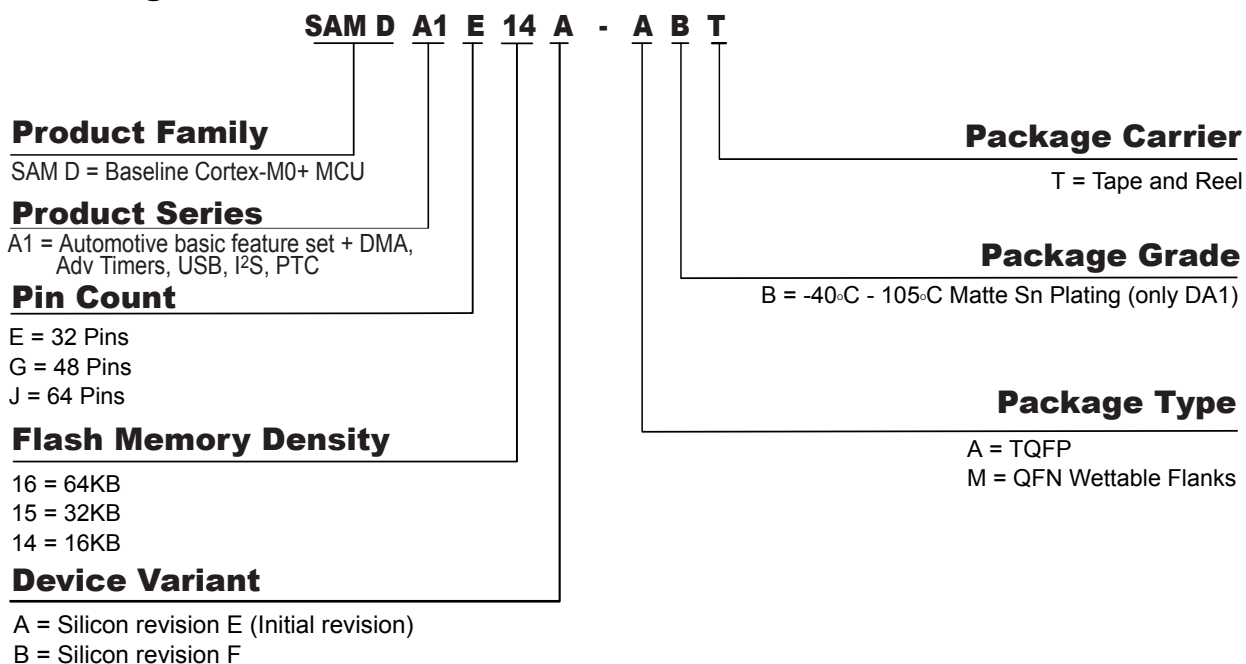 SAM D A1 E 14 A - A B T
Product Family
SAM D = Baseline Cortex-M0+ MCU
Product Series
A1 = Automotive basic feature set + DMA,
Adv Timers, USB, I²S, PTC
Pin Count
E = 32 Pins
G = 48 Pins
J = 64 Pins
Flash Memory Density
16 = 64KB
15 = 32KB
14 = 16KB
Device Variant
A = Silicon revision E (Initial revision)
B = Silicon revision F
Package Carrier
T = Tape and Reel
Package Grade
B = -40°C - 105°C Matte Sn Plating (only DA1)
Package Type
A = TQFP
M = QFN Wettable Flanks